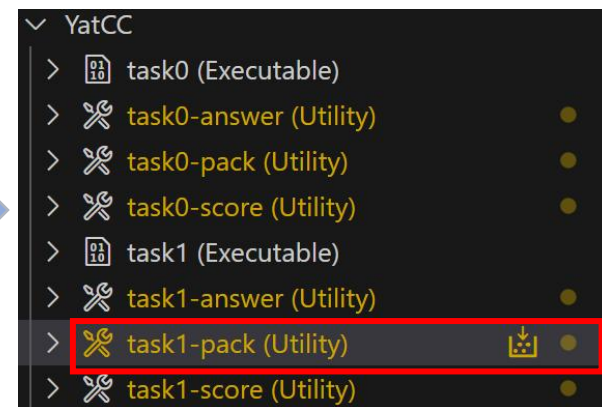 YatCC
task0 (Executable)
task0-answer (Utility)
task0-pack (Utility)
task0-score (Utility)
task1 (Executable)
task1-answer (Utility)
task1-pack (Utility)
task1-score (Utility)